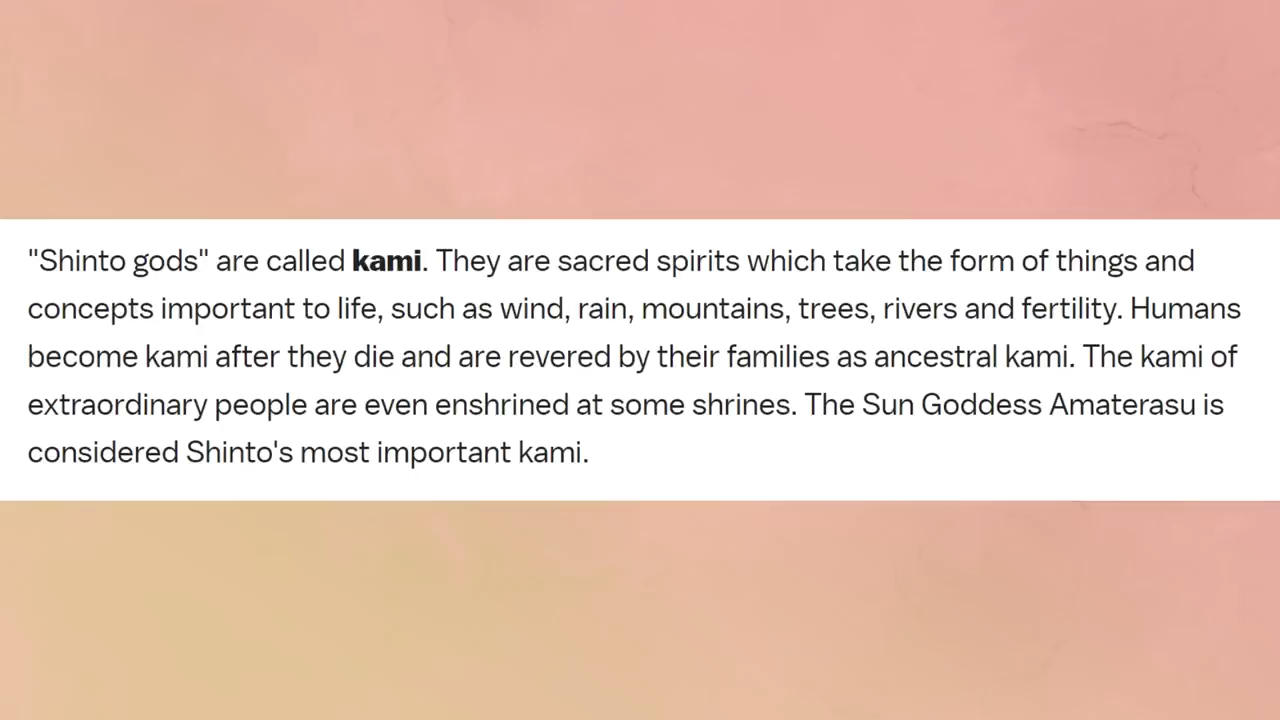 "Shinto gods" are called kami. They are sacred spirits which take the form of things and
concepts important to life, such as wind, rain, mountains, trees, rivers and fertility. Humans
become kami after they die and are revered by their families as ancestral kami. The kami of
extraordinary people are even enshrined at some shrines. The Sun Goddess Amaterasu is
considered Shinto's most important kami.